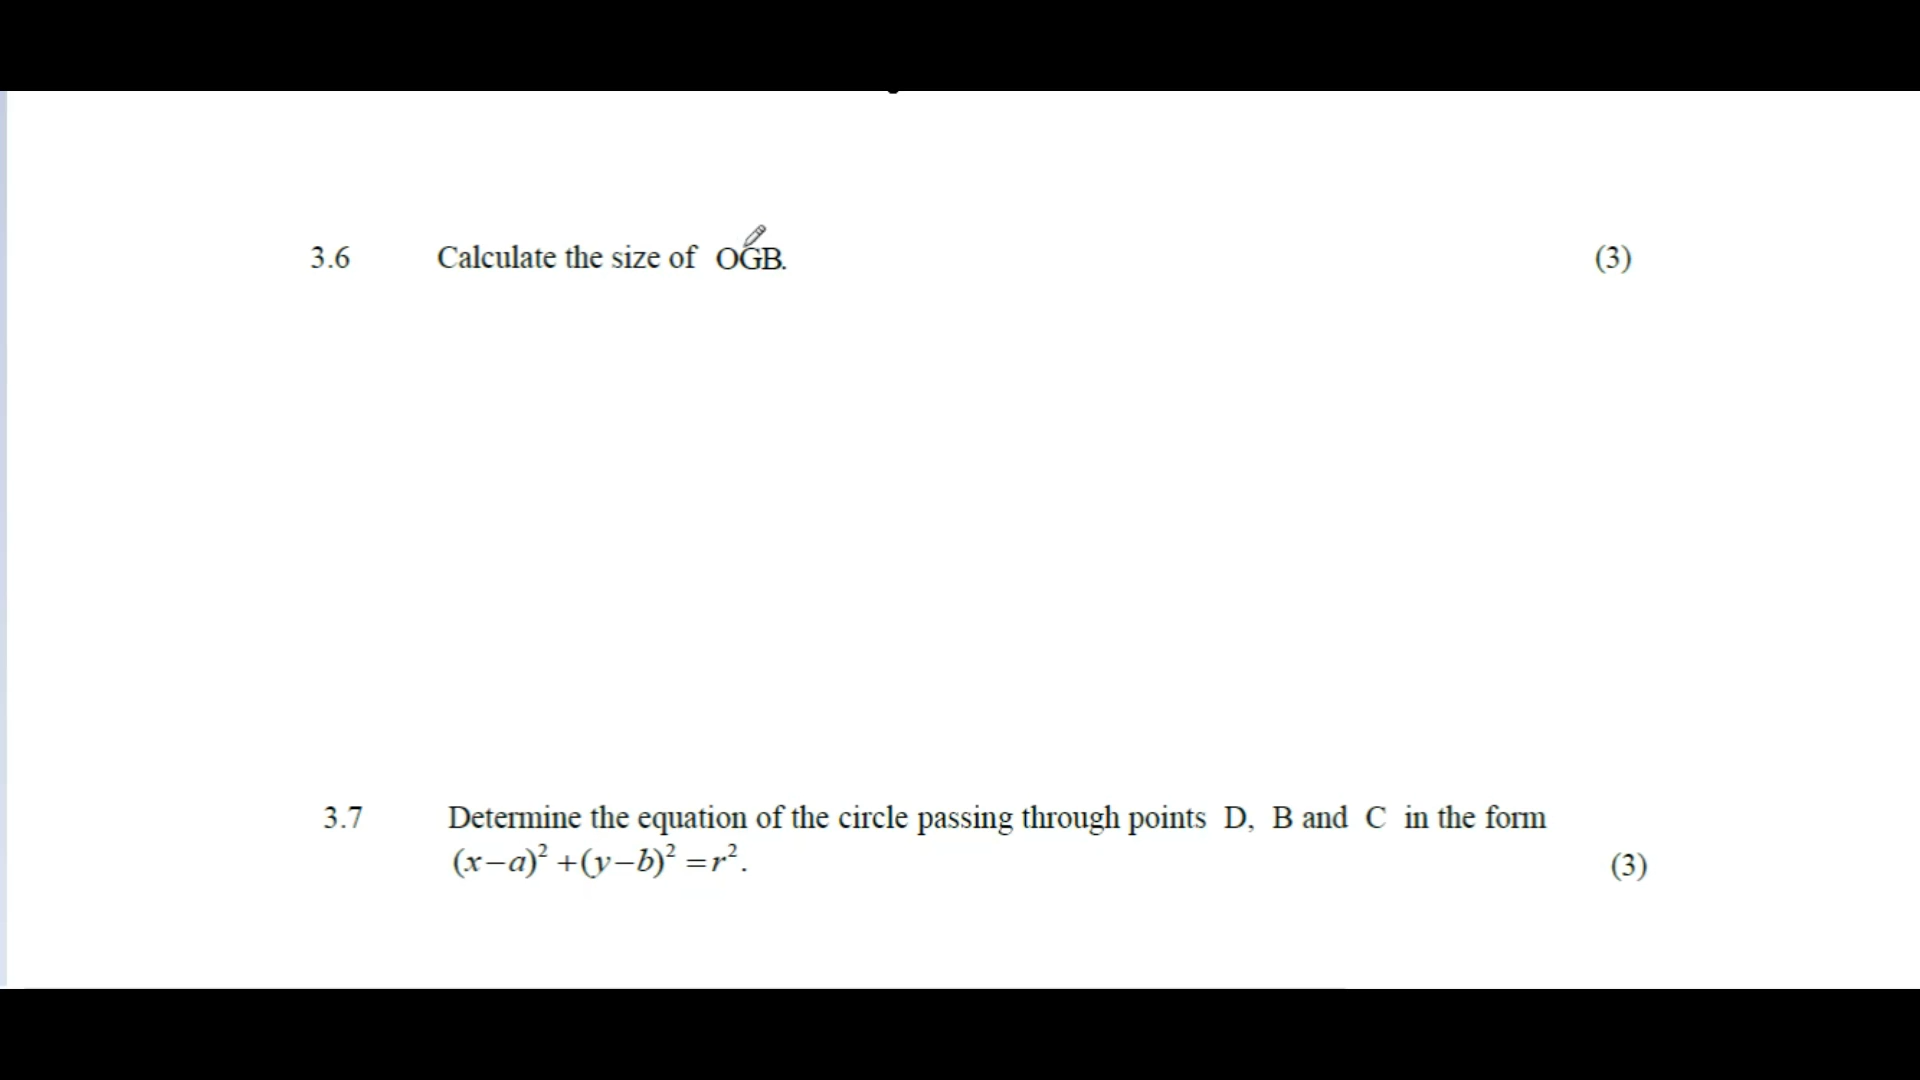 3.6 Calculate the size of OĜB. (3)
3.7 Determine the equation of the circle passing through points D, B and C in the form
(x−a)² +(y−b)² =r². (3)